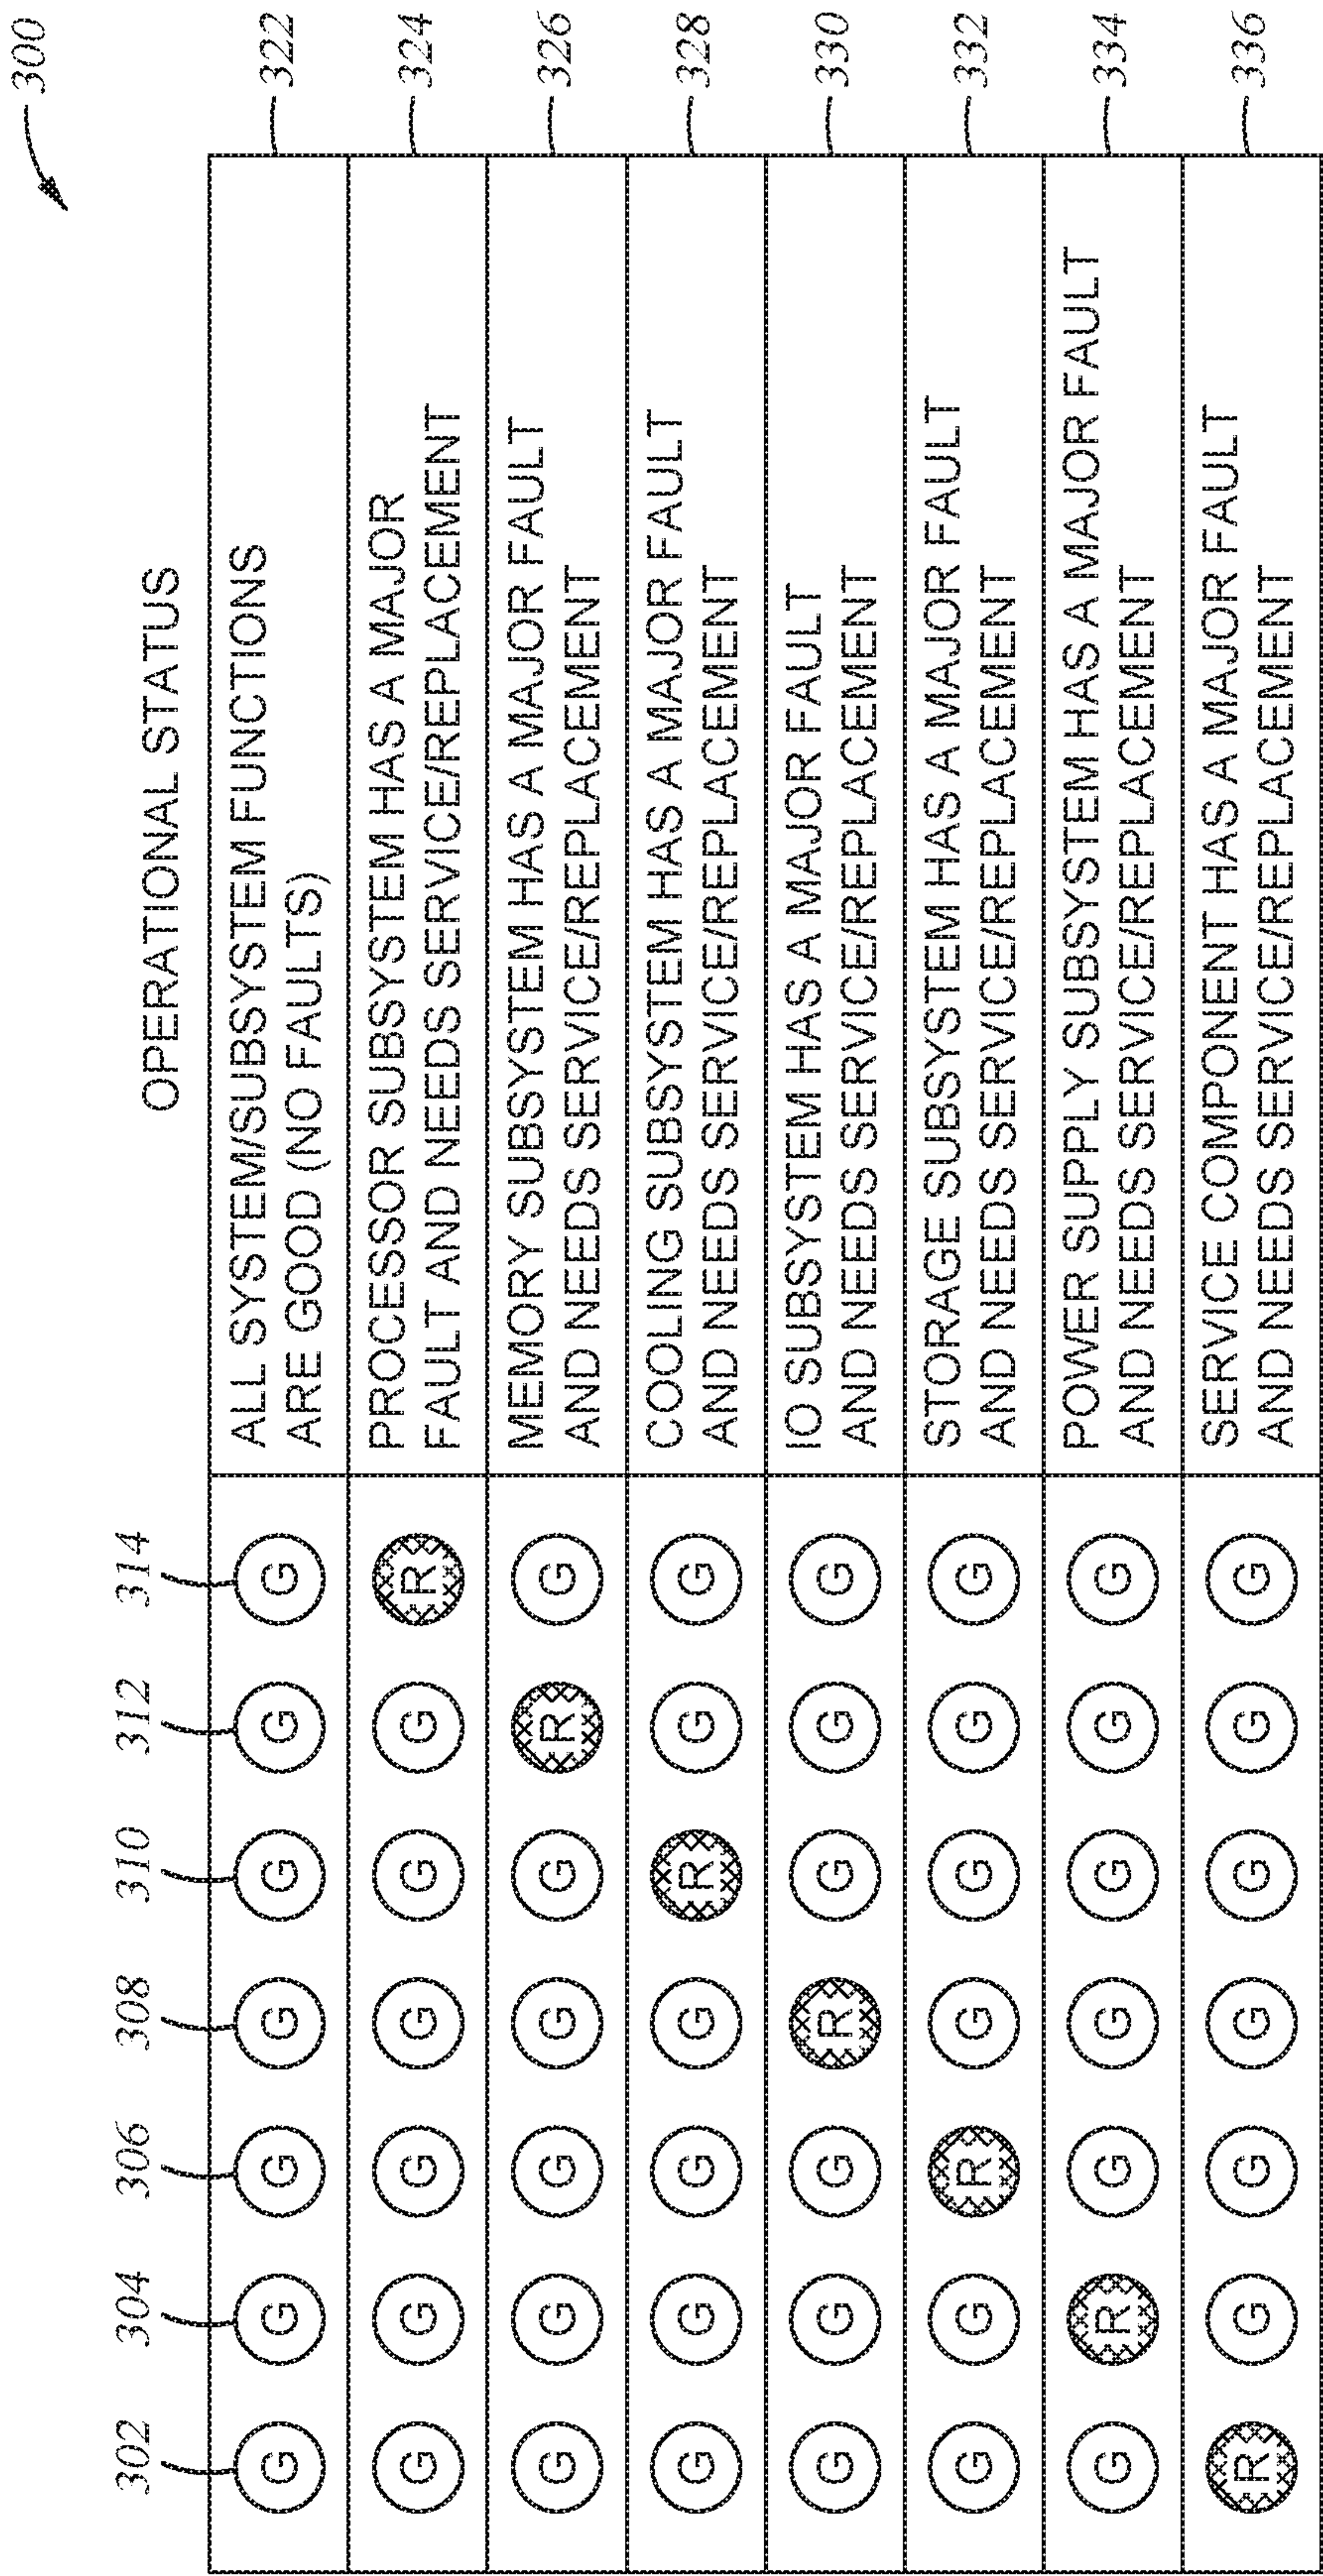 300
302 304 306 308 310 312 314
OPERATIONAL STATUS
G G G G G G G
ALL SYSTEM/SUBSYSTEM FUNCTIONS
ARE GOOD (NO FAULTS)
322
G G G G G G R
PROCESSOR SUBSYSTEM HAS A MAJOR
FAULT AND NEEDS SERVICE/REPLACEMENT
324
G G G G G R G
MEMORY SUBSYSTEM HAS A MAJOR FAULT
AND NEEDS SERVICE/REPLACEMENT
326
G G G G R G G
COOLING SUBSYSTEM HAS A MAJOR FAULT
AND NEEDS SERVICE/REPLACEMENT
328
G G G R G G G
IO SUBSYSTEM HAS A MAJOR FAULT
AND NEEDS SERVICE/REPLACEMENT
330
G G R G G G G
STORAGE SUBSYSTEM HAS A MAJOR FAULT
AND NEEDS SERVICE/REPLACEMENT
332
G R G G G G G
POWER SUPPLY SUBSYSTEM HAS A MAJOR FAULT
AND NEEDS SERVICE/REPLACEMENT
334
R G G G G G G
SERVICE COMPONENT HAS A MAJOR FAULT
AND NEEDS SERVICE/REPLACEMENT
336